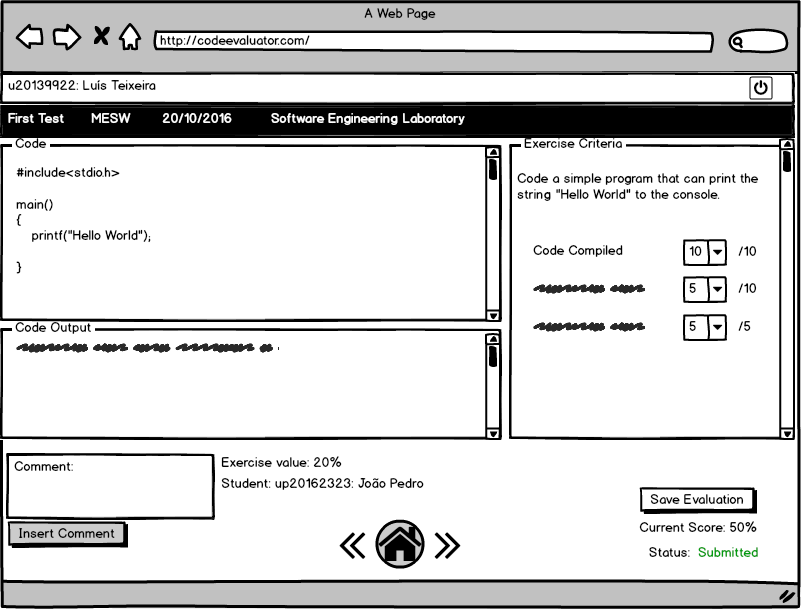 A Web Page
http://codeevaluator.com/
u20139922: Luís Teixeira
First Test MESW 20/10/2016 Software Engineering Laboratory
Code
#include<stdio.h>
main()
{
printf("Hello World");
}
Code Output
Exercise Criteria
Code a simple program that can print the
string "Hello World" to the console.
Code Compiled 10 /10
5 /10
5 /5
Comment:
Insert Comment
Exercise value: 20%
Student: up20162323: João Pedro
Save Evaluation
Current Score: 50%
Status: Submitted